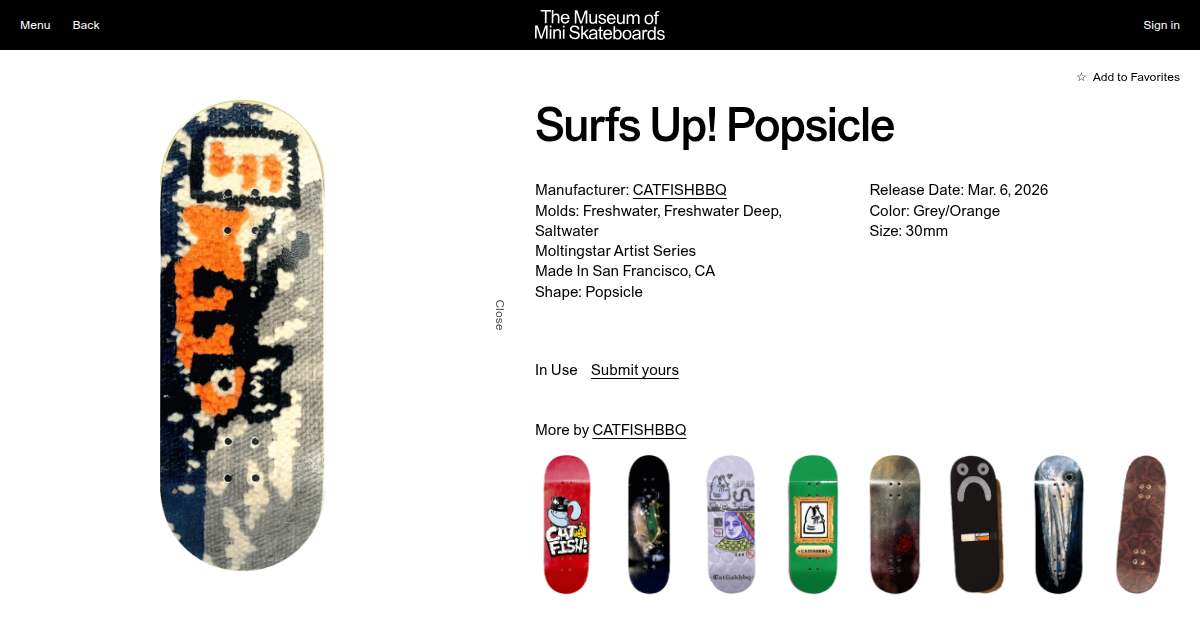 Menu
Back
The Museum of
Mini Skateboards
Sign in
☆ Add to Favorites
Surfs Up! Popsicle
Manufacturer: CATFISHBBQ
Molds: Freshwater, Freshwater Deep,
Saltwater
Moltingstar Artist Series
Made In San Francisco, CA
Shape: Popsicle
Release Date: Mar. 6, 2026
Color: Grey/Orange
Size: 30mm
Close
In Use
Submit yours
More by CATFISHBBQ
CAT
FISH
CATFISHBBQ
Catfishbbq